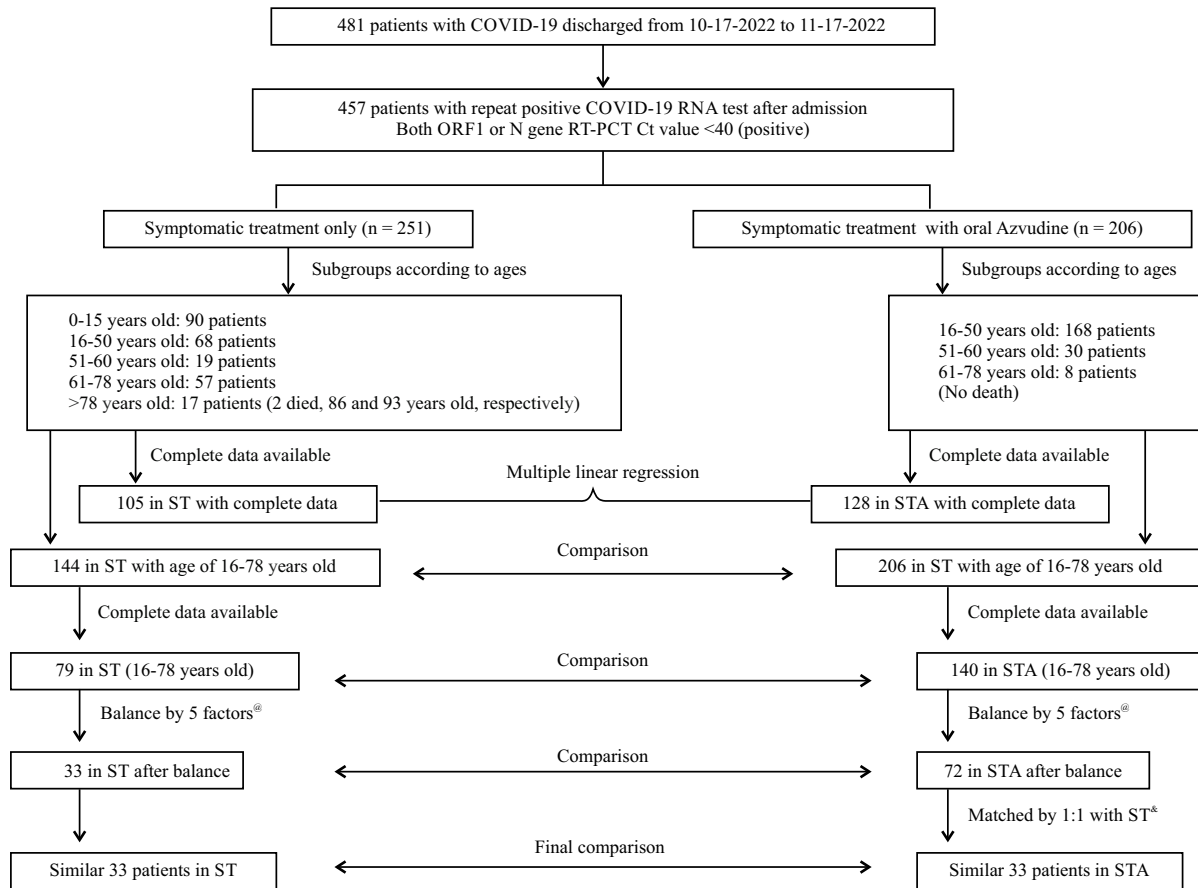 481 patients with COVID-19 discharged from 10-17-2022 to 11-17-2022
457 patients with repeat positive COVID-19 RNA test after admission
Both ORF1 or N gene RT-PCT Ct value <40 (positive)
Symptomatic treatment only (n = 251)
Symptomatic treatment with oral Azvudine (n = 206)
Subgroups according to ages
Subgroups according to ages
0-15 years old: 90 patients
16-50 years old: 68 patients
51-60 years old: 19 patients
61-78 years old: 57 patients
>78 years old: 17 patients (2 died, 86 and 93 years old, respectively)
16-50 years old: 168 patients
51-60 years old: 30 patients
61-78 years old: 8 patients
(No death)
Complete data available
Complete data available
Multiple linear regression
105 in ST with complete data
128 in STA with complete data
144 in ST with age of 16-78 years old
Comparison
206 in ST with age of 16-78 years old
Complete data available
Complete data available
79 in ST (16-78 years old)
Comparison
140 in STA (16-78 years old)
Balance by 5 factors@
Balance by 5 factors@
33 in ST after balance
Comparison
72 in STA after balance
Matched by 1:1 with ST&
Similar 33 patients in ST
Final comparison
Similar 33 patients in STA